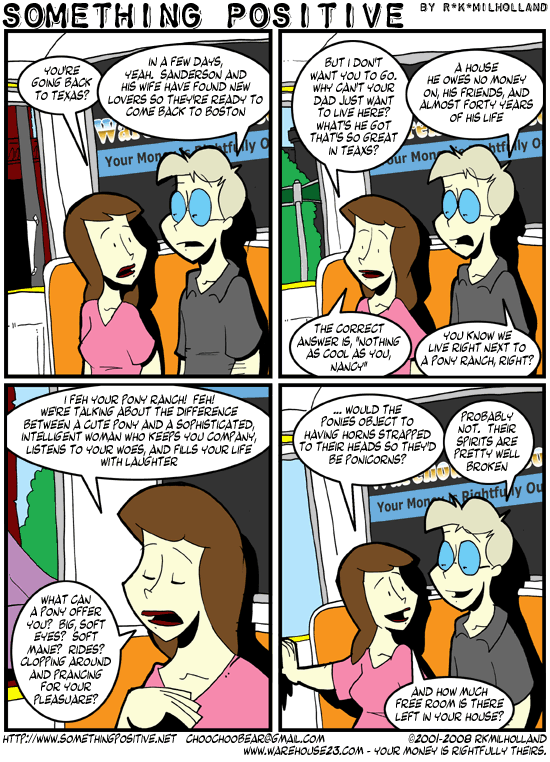 SOMETHING POSITIVE BY R*K*MILHOLLAND
YOU'RE
GOING BACK
TO TEXAS?
IN A FEW DAYS,
YEAH. SANDERSON AND
HIS WIFE HAVE FOUND NEW
LOVERS SO THEY'RE READY TO
COME BACK TO BOSTON
Your Mon
htfully O
BUT I DON'T
WANT YOU TO GO.
WHY CAN'T YOUR
DAD JUST WANT
TO LIVE HERE?
WHAT'S HE GOT
THAT'S SO GREAT
IN TEAXS?
A HOUSE
HE OWES NO MONEY
ON, HIS FRIENDS, AND
ALMOST FORTY YEARS
OF HIS LIFE
our Mon
htfully O
THE CORRECT
ANSWER IS, "NOTHING
AS COOL AS YOU,
NANCY"
YOU KNOW WE
LIVE RIGHT NEXT TO
A PONY RANCH, RIGHT?
I FEH YOUR PONY RANCH! FEH!
WE'RE TALKING ABOUT THE DIFFERENCE
BETWEEN A CUTE PONY AND A SOPHISTICATED,
INTELLIGENT WOMAN WHO KEEPS YOU COMPANY,
LISTENS TO YOUR WOES, AND FILLS YOUR LIFE
WITH LAUGHTER
WHAT CAN
A PONY OFFER
YOU? BIG, SOFT
EYES? SOFT
MANE? RIDES?
CLOPPING AROUND
AND PRANCING
FOR YOUR
PLEASUARE?
... WOULD THE
PONIES OBJECT TO
HAVING HORNS STRAPPED
TO THEIR HEADS SO THEY'D
BE PONICORNS?
PROBABLY
NOT. THEIR
SPIRITS ARE
PRETTY WELL
BROKEN
Your Mon s Rightfully Ou
AND HOW MUCH
FREE ROOM IS THERE
LEFT IN YOUR HOUSE?
HTTP://WWW.SOMETHINGPOSITIVE.NET CHOOCHOOBEAR@GMAIL.COM ©2001-2008 RKMILHOLLAND
WWW.WAREHOUSE23.COM - YOUR MONEY IS RIGHTFULLY THEIRS.